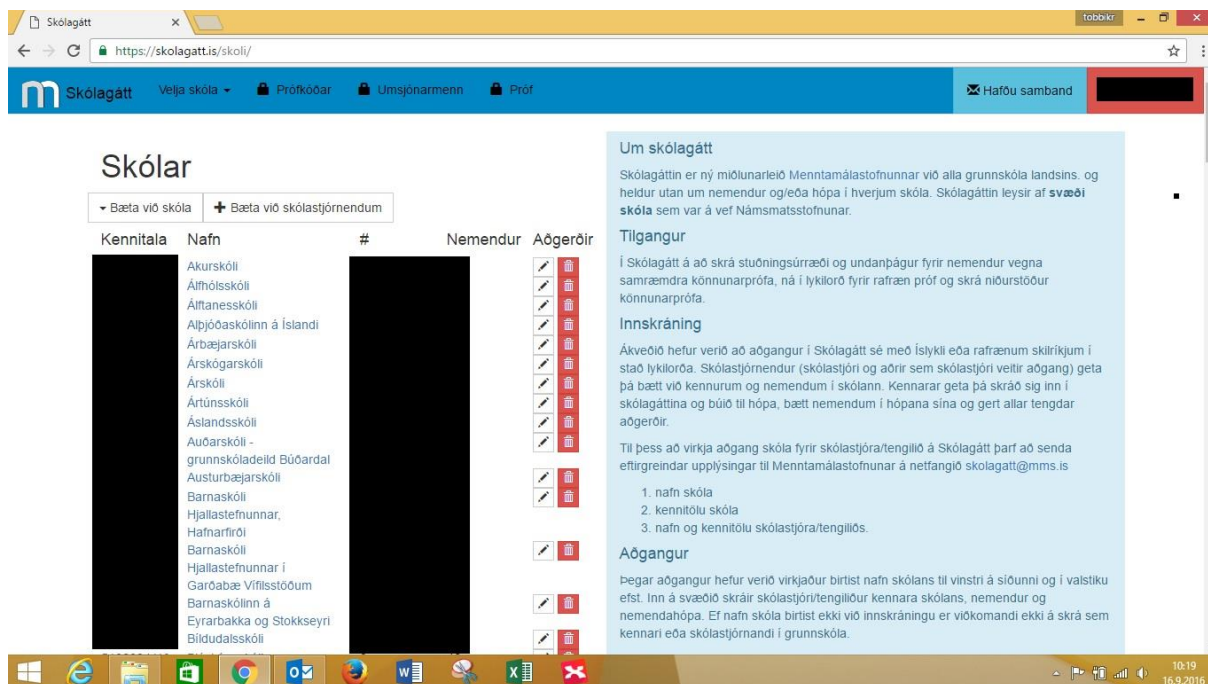 Skólagátt
tobbikr
https://skolagatt.is/skoli/
Skólagátt
Velja skóla
Prófkóðar
Umsjónarmenn
Próf
Hafðu samband
Skólar
Bæta við skóla
Bæta við skólastjórnendum
Kennitala Nafn # Nemendur Aðgerðir
Akurskóli
Álfhólsskóli
Álftanesskóli
Alþjóðaskólinn á Íslandi
Árbæjarskóli
Árskógarskóli
Árskóli
Ártúnsskóli
Áslandsskóli
Auðarskóli -
grunnskóladeild Búðardal
Austurbæjarskóli
Barnaskóli
Hjallastefnunnar,
Hafnarfirði
Barnaskóli
Hjallastefnunnar í
Garðabæ Vífilsstöðum
Barnaskólinn á
Eyrarbakka og Stokkseyri
Bíldudalsskóli
Um skólagátt
Skólagáttin er ný miðlunarleið Menntamálastofnunnar við alla grunnskóla landsins. og
heldur utan um nemendur og/eða hópa í hverjum skóla. Skólagáttin leysir af svæði
skóla sem var á vef Námsmatsstofnunar.
Tilgangur
Í Skólagátt á að skrá stuðningsúrræði og undanþágur fyrir nemendur vegna
samræmdra könnunarprófa, ná í lykilorð fyrir rafræn próf og skrá niðurstöður
könnunarprófa.
Innskráning
Ákveðið hefur verið að aðgangur í Skólagátt sé með Íslykli eða rafrænum skilríkjum í
stað lykilorða. Skólastjórnendur (skólastjóri og aðrir sem skólastjóri veitir aðgang) geta
þá bætt við kennurum og nemendum í skólann. Kennarar geta þá skráð sig inn í
skólagáttina og búið til hópa, bætt nemendum í hópana sína og gert allar tengdar
aðgerðir.
Til þess að virkja aðgang skóla fyrir skólastjóra/tengilið á Skólagátt þarf að senda
eftirgreindar upplýsingar til Menntamálastofnunar á netfangið skolagatt@mms.is
1. nafn skóla
2. kennitölu skóla
3. nafn og kennitölu skólastjóra/tengiliðs.
Aðgangur
Þegar aðgangur hefur verið virkjaður birtist nafn skólans til vinstri á síðunni og í valstiku
efst. Inn á svæðið skráir skólastjóri/tengiliður kennara skólans, nemendur og
nemendahópa. Ef nafn skóla birtist ekki við innskráningu er viðkomandi ekki á skrá sem
kennari eða skólastjórnandi í grunnskóla.
10:19
16.9.2016